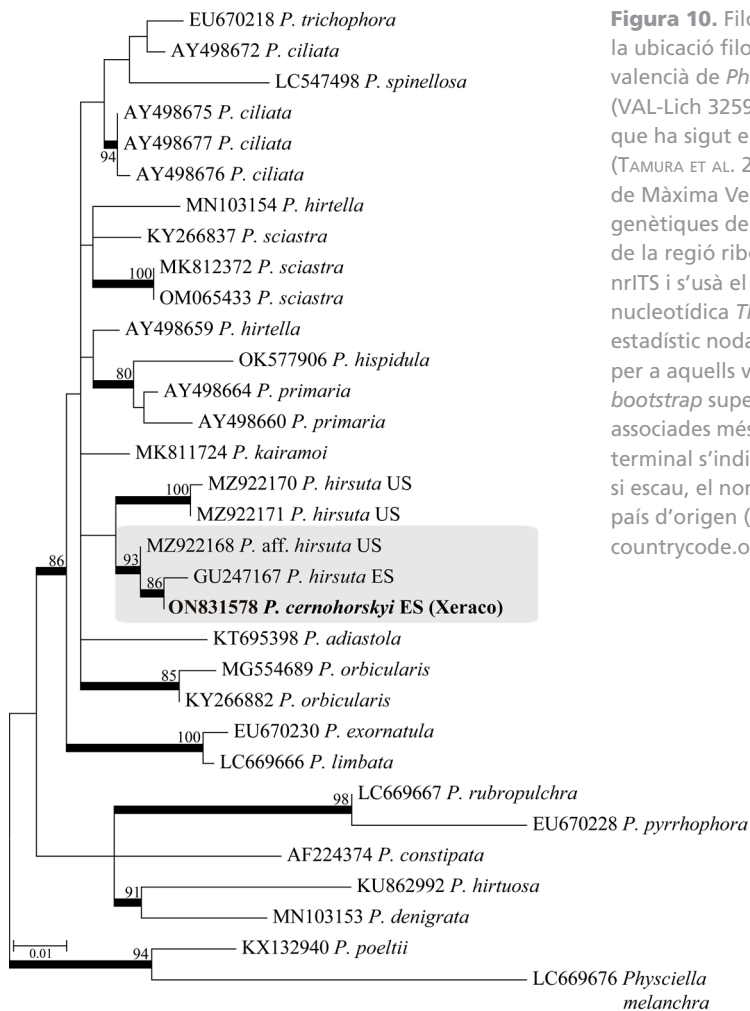 EU670218 P. trichophora
AY498672 P. ciliata
LC547498 P. spinellosa
AY498675 P. ciliata
AY498677 P. ciliata
94
AY498676 P. ciliata
MN103154 P. hirtella
KY266837 P. sciastra
100
MK812372 P. sciastra
OM065433 P. sciastra
AY498659 P. hirtella
OK577906 P. hispidula
80
AY498664 P. primaria
AY498660 P. primaria
MK811724 P. kairamoi
MZ922170 P. hirsuta US
100
MZ922171 P. hirsuta US
MZ922168 P. aff. hirsuta US
93
GU247167 P. hirsuta ES
86
86
ON831578 P. cernohorskyi ES (Xeraco)
KT695398 P. adiastola
MG554689 P. orbicularis
85
KY266882 P. orbicularis
EU670230 P. exornatula
100
LC669666 P. limbata
LC669667 P. rubropulchra
98
EU670228 P. pyrrhophora
AF224374 P. constipata
KU862992 P. hirtuosa
91
MN103153 P. denigrata
KX132940 P. poeltii
94
0.01
LC669676 Physciella
melanchra
Figura 10. Filo
la ubicació filo
valencià de Ph
(VAL-Lich 3259
que ha sigut e
(TAMURA ET AL. 2
de Màxima Ve
genètiques de
de la regió ribo
nrITS i s’usà el
nucleotídica T
estadístic noda
per a aquells v
bootstrap supe
associades més
terminal s’indi
si escau, el nor
país d’origen (
countrycode.o